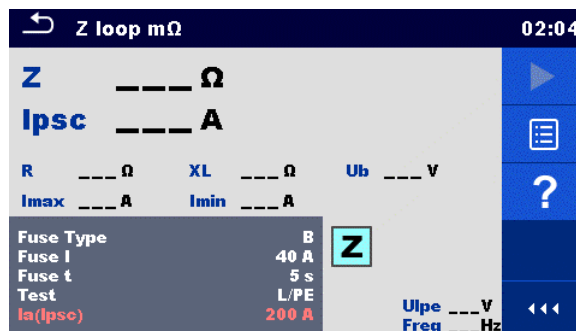 Z loop mΩ 02:04
Z ___ Ω
Ipsc ___ A
R ___ Ω XL ___ Ω Ub ___ V
Imax ___ A Imin ___ A
Fuse Type B
Fuse I 40 A
Fuse t 5 s
Test L/PE
Ia(Ipsc) 200 A
Z
Ulpe ___ V
Freq ___ Hz
?